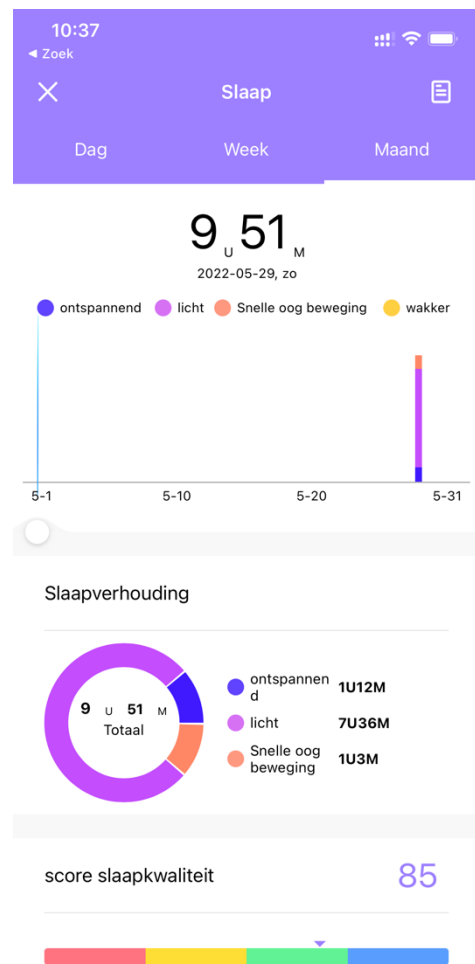 10:37
◀ Zoek
Slaap
Dag Week Maand
9 U 51 M
2022-05-29, zo
ontspannend licht Snelle oog beweging wakker
5-1 5-10 5-20 5-31
Slaapverhouding
9 U 51 M
Totaal
ontspannen
d
1U12M
licht 7U36M
Snelle oog
beweging
1U3M
score slaapkwaliteit 85